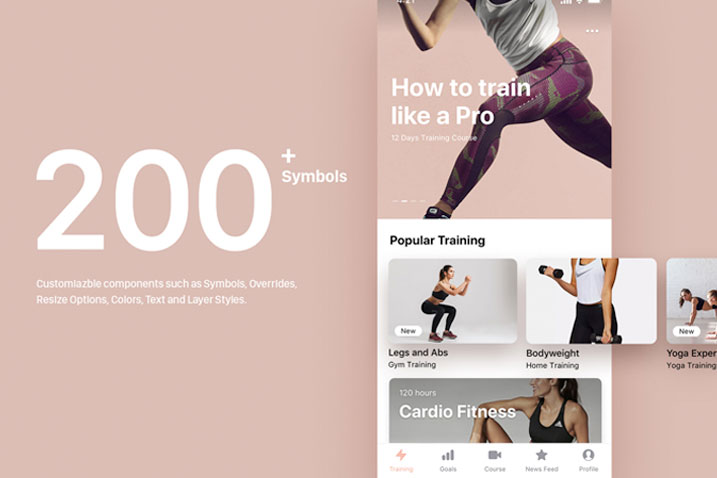 200
+
Symbols
Customiazble components such as Symbols, Overrides,
Resize Options, Colors, Text and Layer Styles.
How to train
like a Pro
12 Days Training Course
Popular Training
New
Legs and Abs
Gym Training
Bodyweight
Home Training
New
Yoga Exper
Yoga Training
120 hours
Cardio Fitness
Training
Goals
Course
News Feed
Profile